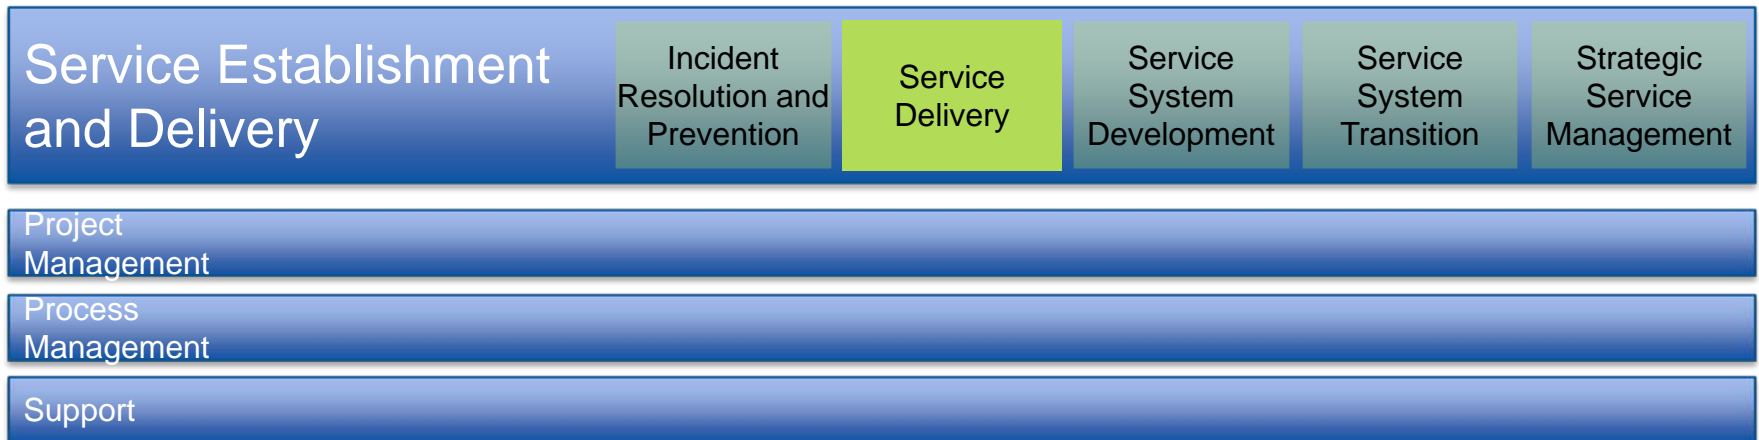 Service Establishment
and Delivery
Incident
Resolution and
Prevention
Service
Delivery
Service
System
Development
Service
System
Transition
Strategic
Service
Management
Project
Management
Process
Management
Support